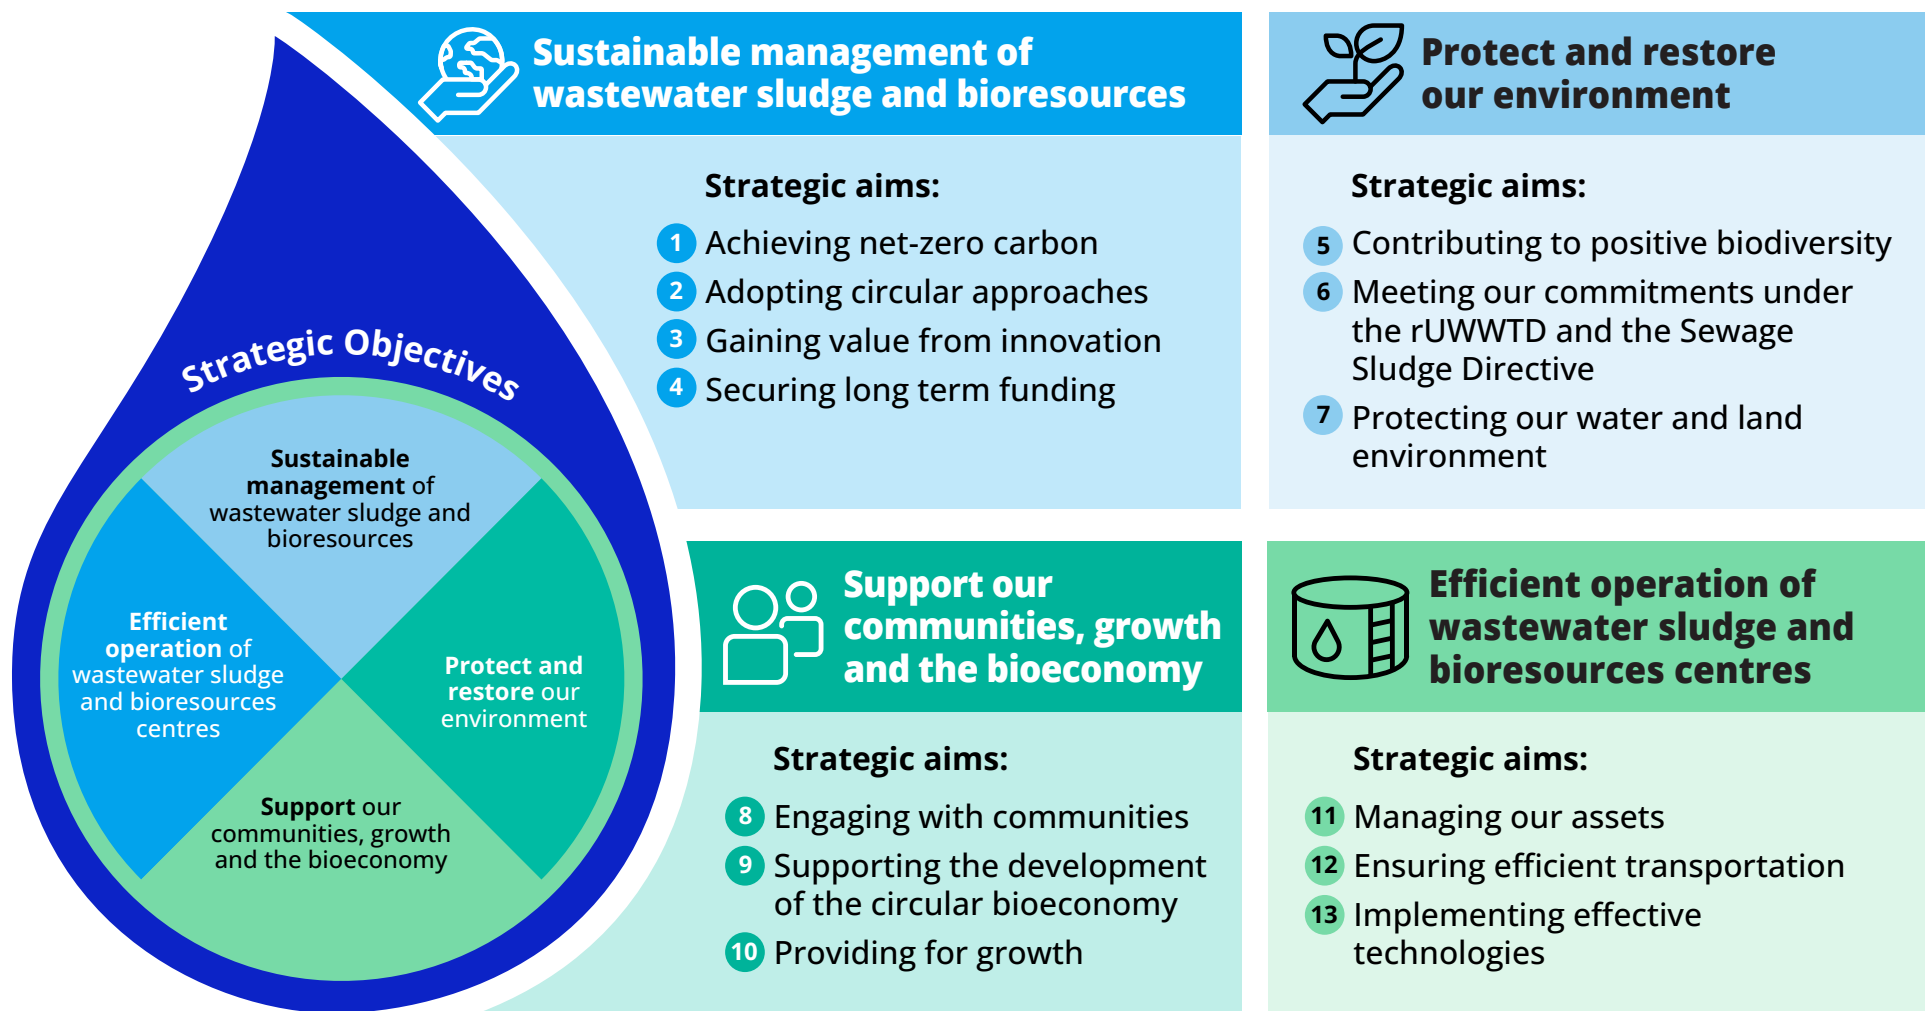 Sustainable management of
wastewater sludge and bioresources
Strategic aims:
1 Achieving net-zero carbon
2 Adopting circular approaches
3 Gaining value from innovation
4 Securing long term funding
Protect and restore
our environment
Strategic aims:
5 Contributing to positive biodiversity
6 Meeting our commitments under
the rUWWTD and the Sewage
Sludge Directive
7 Protecting our water and land
environment
Strategic Objectives
Sustainable
management of
wastewater sludge and
bioresources
Efficient
operation of
wastewater sludge
and bioresources
centres
Protect and
restore our
environment
Support our
communities, growth
and the bioeconomy
Support our
communities, growth
and the bioeconomy
Strategic aims:
8 Engaging with communities
9 Supporting the development
of the circular bioeconomy
10 Providing for growth
Efficient operation of
wastewater sludge and
bioresources centres
Strategic aims:
11 Managing our assets
12 Ensuring efficient transportation
13 Implementing effective
technologies